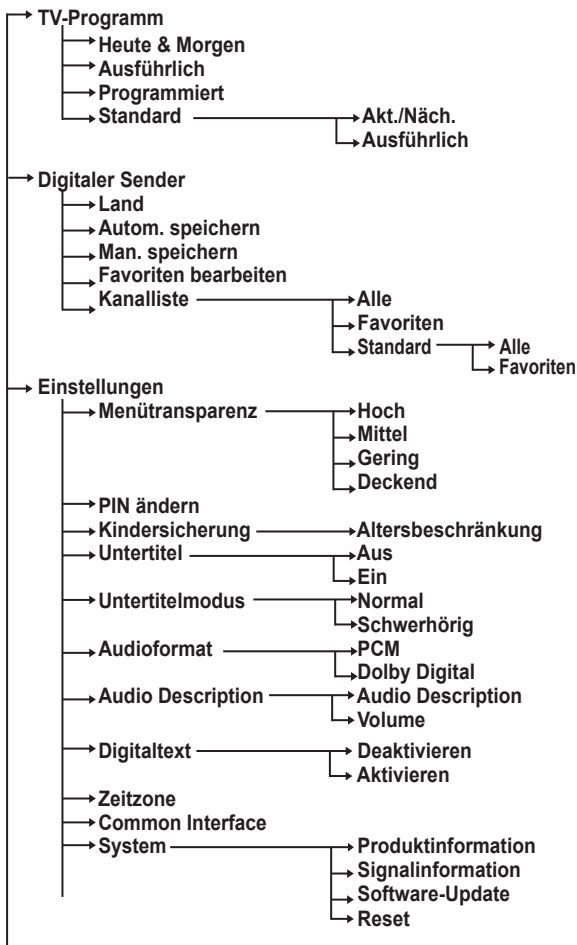 TV-Programm
Heute & Morgen
Ausführlich
Programmiert
Standard
Akt./Näch.
Ausführlich
Digitaler Sender
Land
Autom. speichern
Man. speichern
Favoriten bearbeiten
Kanalliste
Alle
Favoriten
Standard
Alle
Favoriten
Einstellungen
Menütransparenz
Hoch
Mittel
Gering
Deckend
PIN ändern
Kindersicherung
Altersbeschränkung
Untertitel
Aus
Ein
Untertitelmodus
Normal
Schwerhörig
Audioformat
PCM
Dolby Digital
Audio Description
Audio Description
Volume
Digitaltext
Deaktivieren
Aktivieren
Zeitzone
Common Interface
System
Produktinformation
Signalinformation
Software-Update
Reset